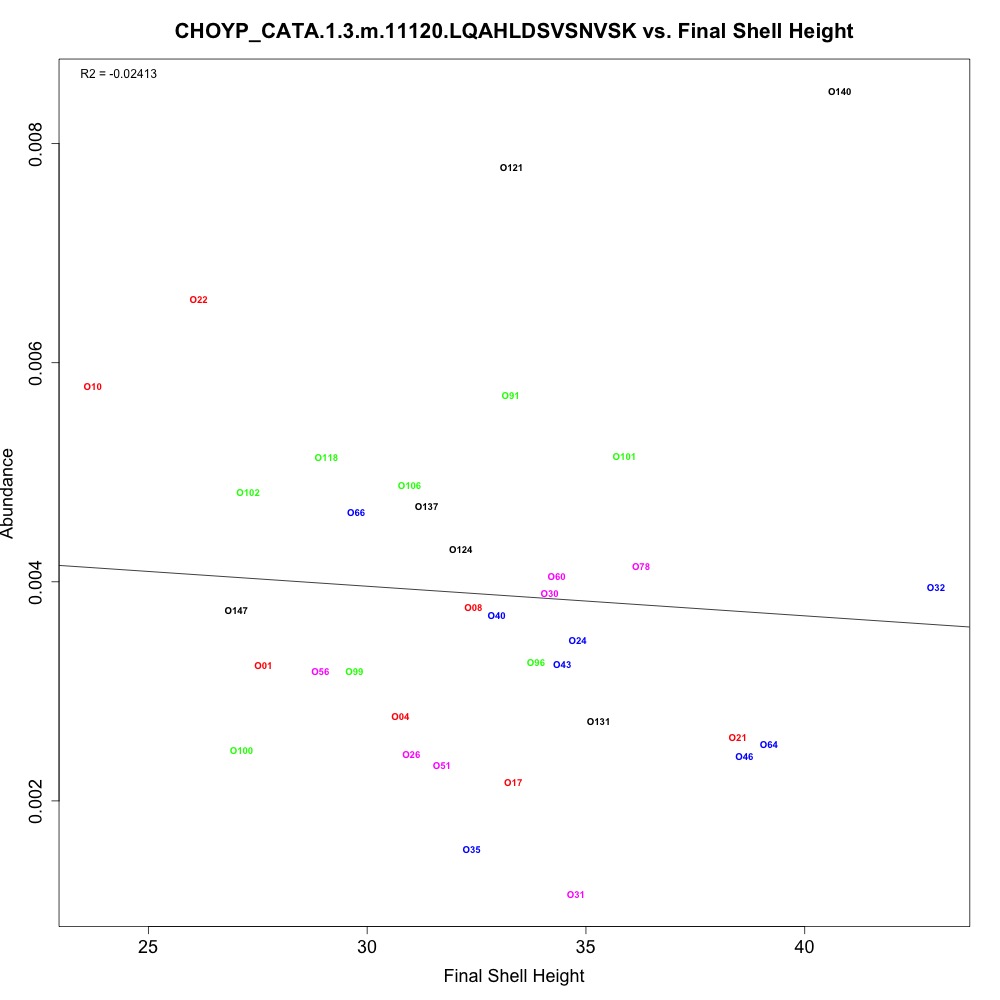 CHOYP_CATA.1.3.m.11120.LQAHLDSVSNVSK vs. Final Shell Height
R2 = -0.02413
O140
0.008
O121
O22
0.006
O10
O91
O118
O101
O106
O102
O137
O66
Abundance
O124
0.004
O78
O60
O32
O30
O08
O147
O40
O24
O96
O43
O01
O56
O99
O04
O131
O21
O64
O100
O26
O46
O51
O17
0.002
O35
O31
25
30
35
40
Final Shell Height